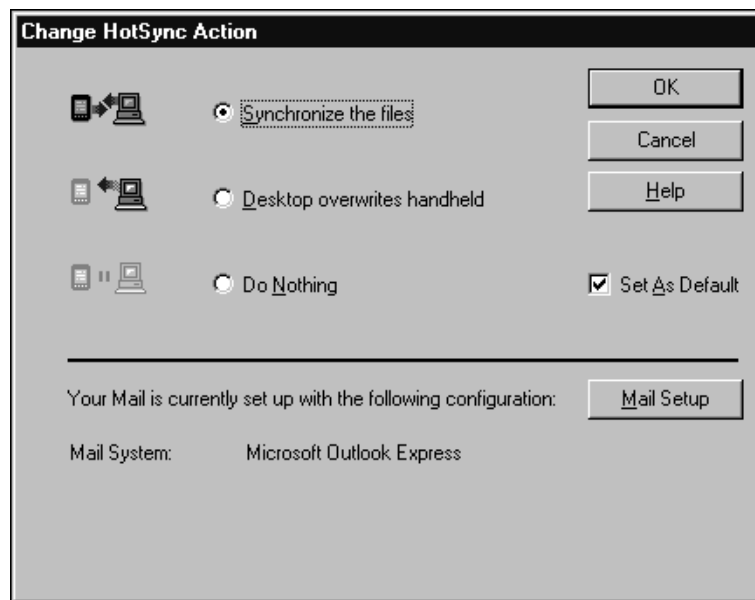 Change HotSync Action
Synchronize the files
OK
Cancel
Desktop overwrites handheld
Help
Do Nothing
Set As Default
Your Mail is currently set up with the following configuration:
Mail Setup
Mail System:
Microsoft Outlook Express